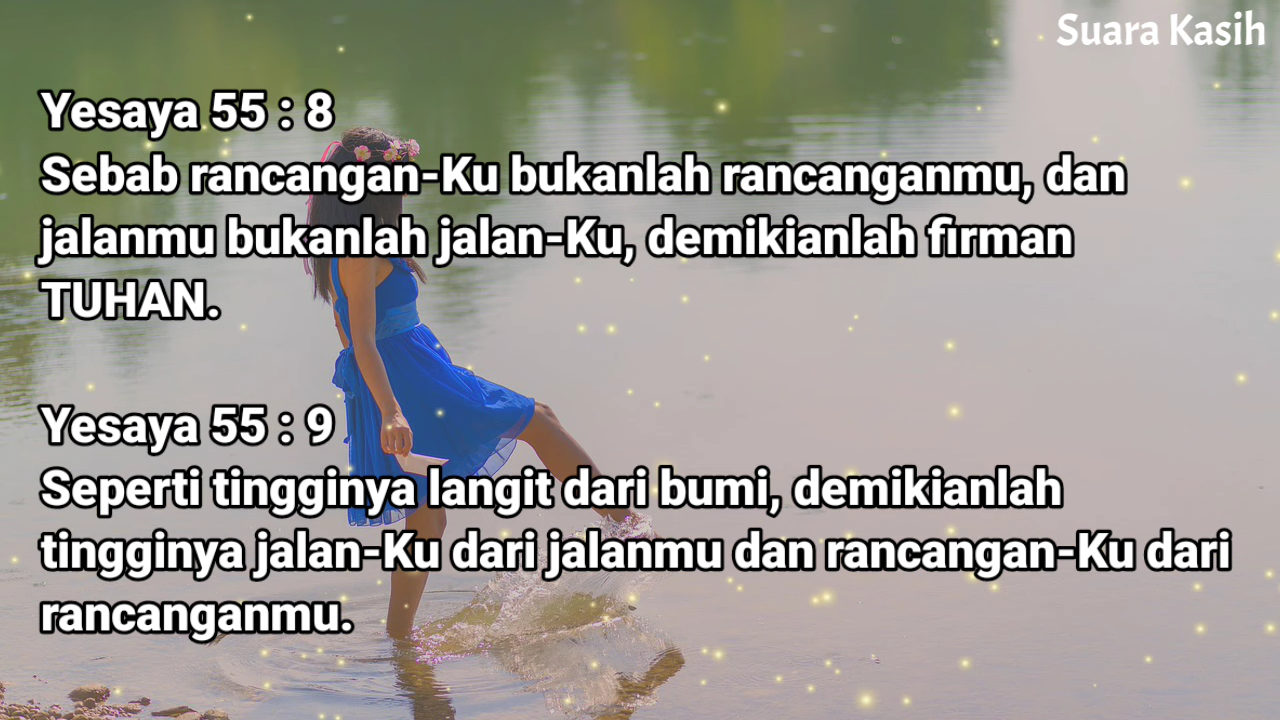 Suara Kasih
Yesaya 55 : 8
Sebab rancangan-Ku bukanlah rancanganmu, dan
jalanmu bukanlah jalan-Ku, demikianlah firman
TUHAN.
Yesaya 55 : 9
Seperti tingginya langit dari bumi, demikianlah
tingginya jalan-Ku dari jalanmu dan rancangan-Ku dari
rancanganmu.